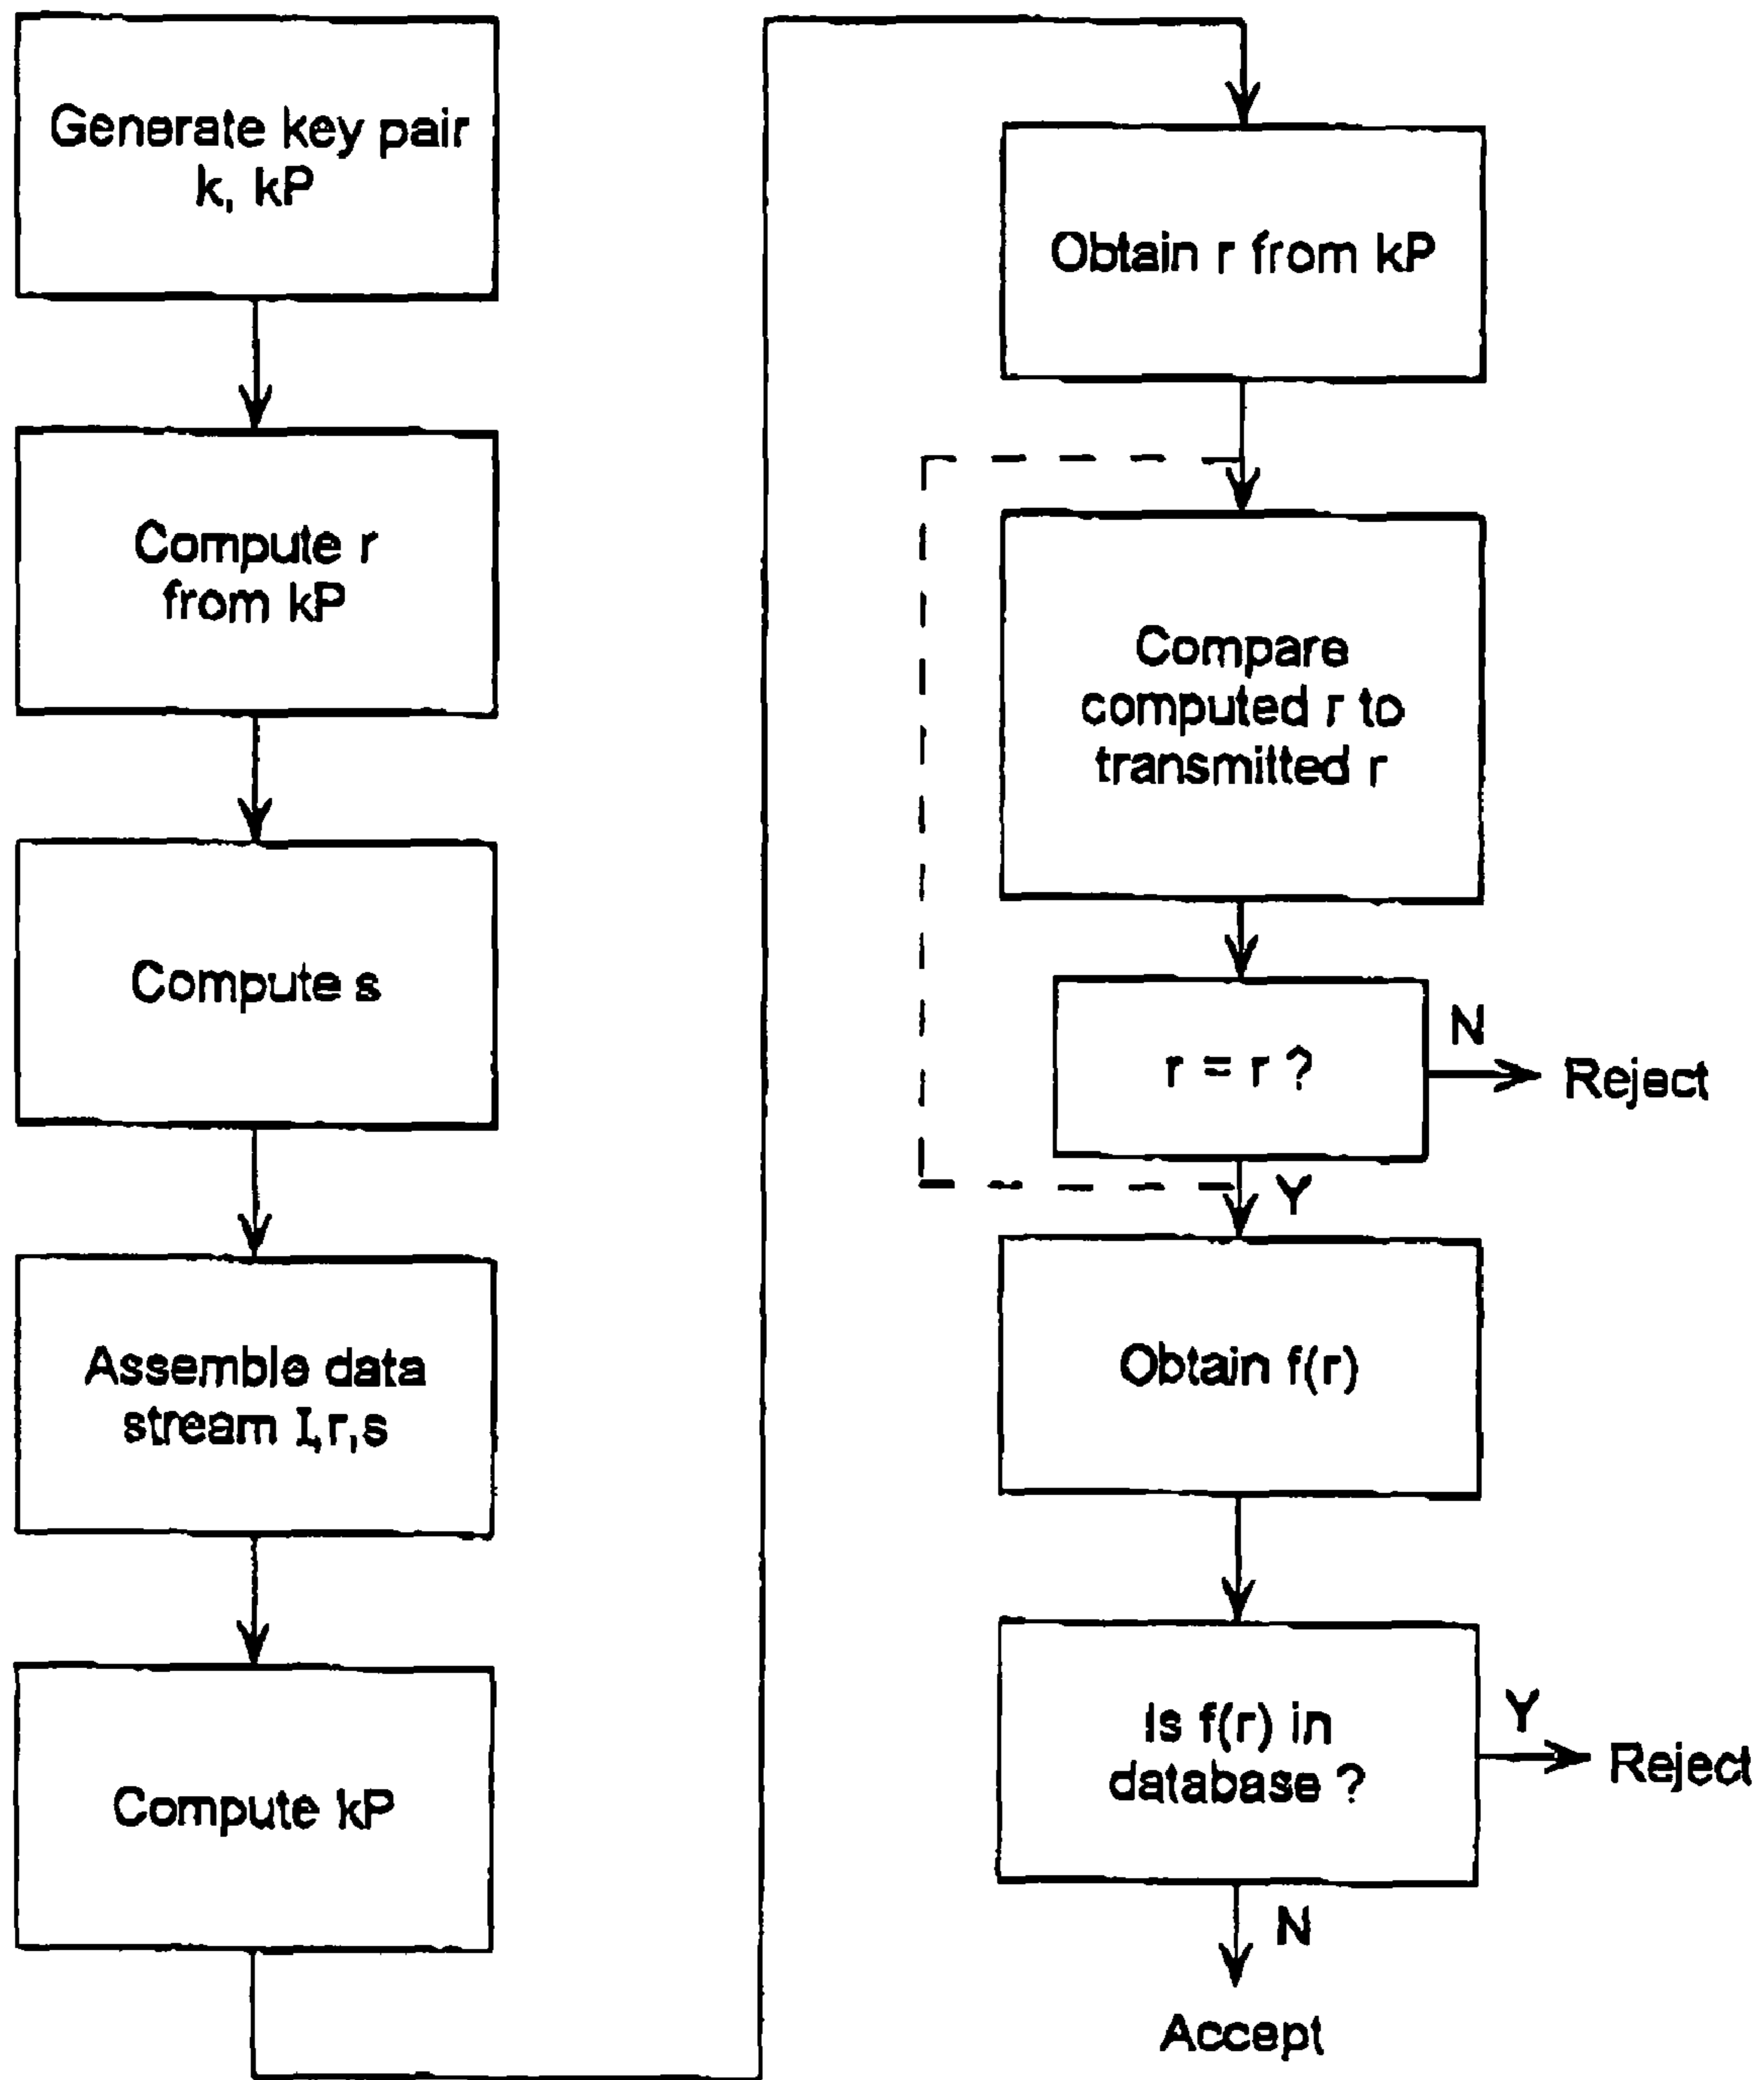 Generate key pair
k, kP
Compute r
from kP
Compute s
Assemble data
stream I,r,s
Compute kP
Obtain r from kP
Compare
computed r to
transmitted r
r = r ?
N
Reject
Y
Obtain f(r)
Is f(r) in
database ?
Y
Reject
N
Accept